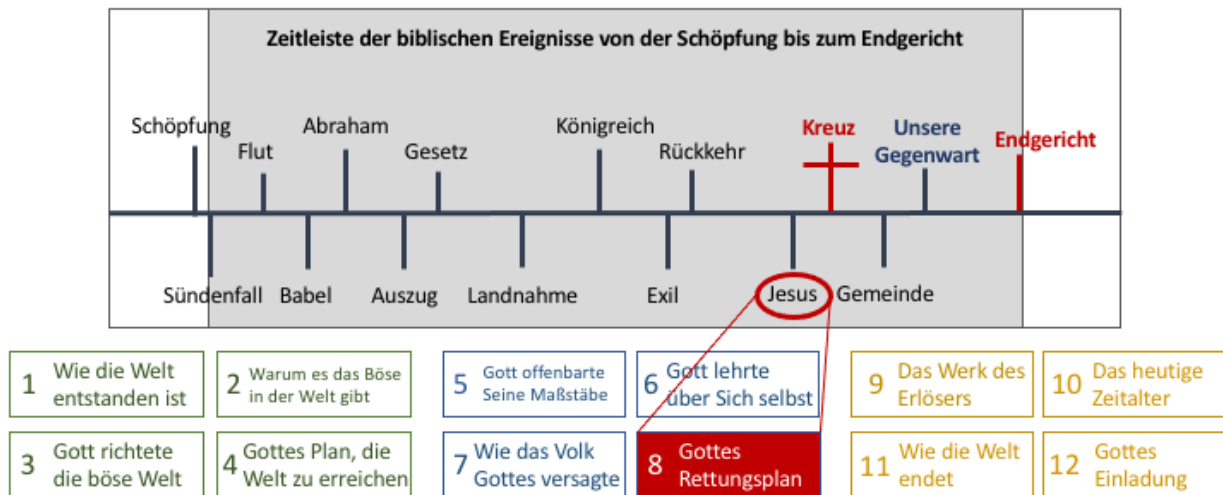 Zeitleiste der biblischen Ereignisse von der Schöpfung bis zum Endgericht
Schöpfung
Flut
Abraham
Gesetz
Königreich
Rückkehr
Kreuz
Unsere
Gegenwart
Endgericht
Sündenfall
Babel
Auszug
Landnahme
Exil
Jesus
Gemeinde
1 Wie die Welt
entstanden ist
2 Warum es das Böse
in der Welt gibt
5 Gott offenbarte
Seine Maßstäbe
6 Gott lehrte
über Sich selbst
9 Das Werk des
Erlösers
10 Das heutige
Zeitalter
3 Gott richtete
die böse Welt
4 Gottes Plan, die
Welt zu erreichen
7 Wie das Volk
Gottes versagte
8 Gottes
Rettungsplan
11 Wie die Welt
endet
12 Gottes
Einladung